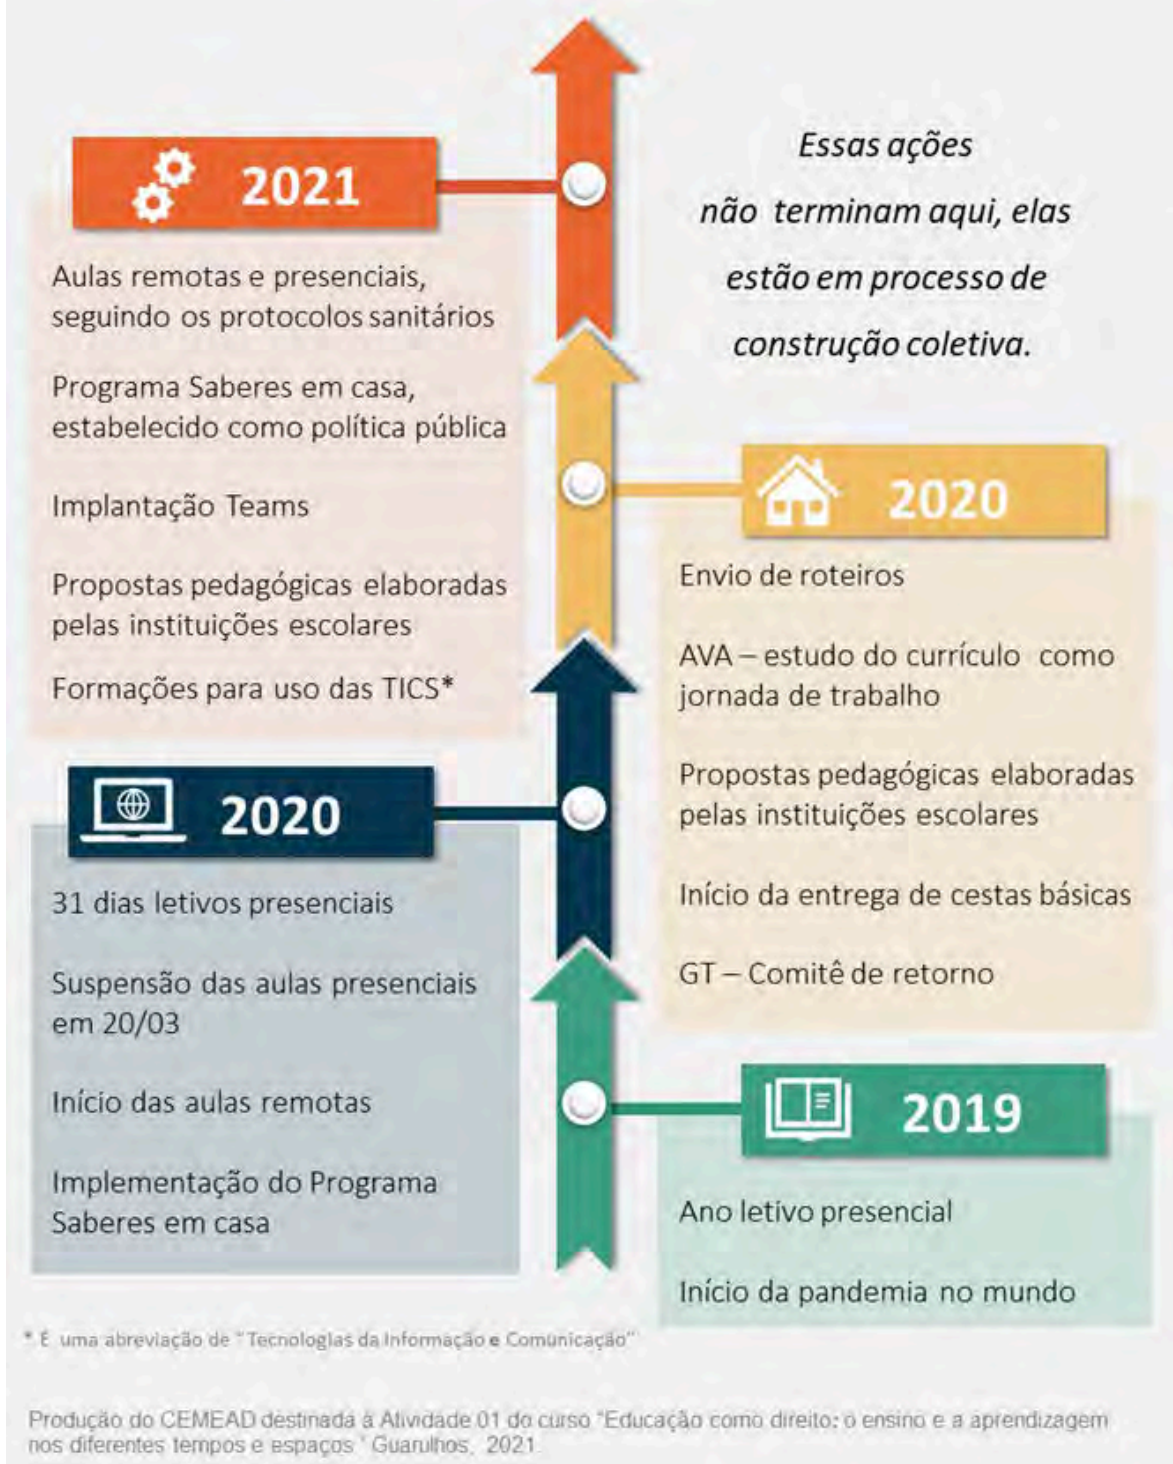 2021
Aulas remotas e presenciais,
seguindo os protocolos sanitários
Programa Saberes em casa,
estabelecido como política pública
Implantação Teams
Propostas pedagógicas elaboradas
pelas instituições escolares
Formações para uso das TICS*
Essas ações
não terminam aqui, elas
estão em processo de
construção coletiva.
2020
Envio de roteiros
AVA – estudo do currículo como
jornada de trabalho
Propostas pedagógicas elaboradas
pelas instituições escolares
Início da entrega de cestas básicas
GT – Comitê de retorno
2020
31 dias letivos presenciais
Suspensão das aulas presenciais
em 20/03
Início das aulas remotas
Implementação do Programa
Saberes em casa
2019
Ano letivo presencial
Início da pandemia no mundo
* É uma abreviação de "Tecnologias da Informação e Comunicação"
Produção do CEMEAD destinada à Atividade 01 do curso "Educação como direito: o ensino e a aprendizagem
nos diferentes tempos e espaços" Guarulhos, 2021